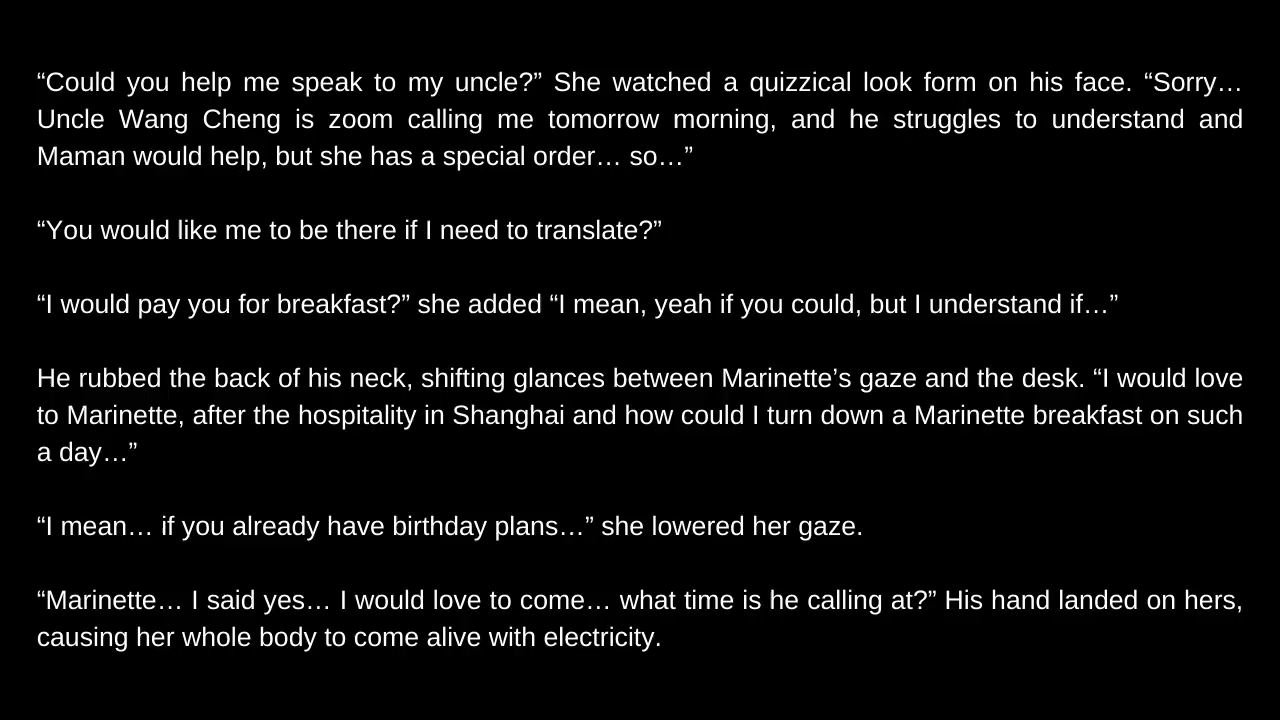 “Could you help me speak to my uncle?” She watched a quizzical look form on his face. “Sorry…
Uncle Wang Cheng is zoom calling me tomorrow morning, and he struggles to understand and
Maman would help, but she has a special order… so…”
“You would like me to be there if I need to translate?”
“I would pay you for breakfast?” she added “I mean, yeah if you could, but I understand if…”
He rubbed the back of his neck, shifting glances between Marinette’s gaze and the desk. “I would love
to Marinette, after the hospitality in Shanghai and how could I turn down a Marinette breakfast on such
a day…”
“I mean… if you already have birthday plans…” she lowered her gaze.
“Marinette… I said yes… I would love to come… what time is he calling at?” His hand landed on hers,
causing her whole body to come alive with electricity.